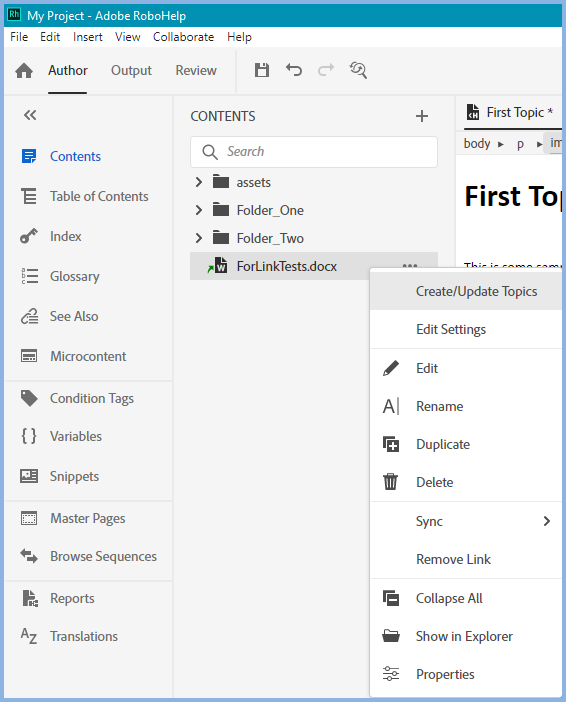 Rh My Project - Adobe RoboHelp
File Edit Insert View Collaborate Help
Author Output Review
Contents
Table of Contents
Index
Glossary
See Also
Microcontent
Condition Tags
Variables
Snippets
Master Pages
Browse Sequences
Reports
Translations
CONTENTS
Search
assets
Folder_One
Folder_Two
ForLinkTests.docx
First Topic *
body p im
First To
This is some sam
Create/Update Topics
Edit Settings
Edit
Rename
Duplicate
Delete
Sync
Remove Link
Collapse All
Show in Explorer
Properties